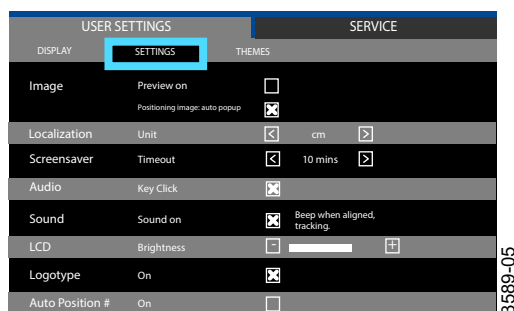 USER SETTINGS SERVICE
DISPLAY SETTINGS THEMES
Image Preview on
Positioning image: auto popup
Localization Unit < cm >
Screensaver Timeout < 10 mins >
Audio Key Click
Sound Sound on Beep when aligned,
tracking.
LCD Brightness - +
Logotype On
Auto Position # On
3589-05